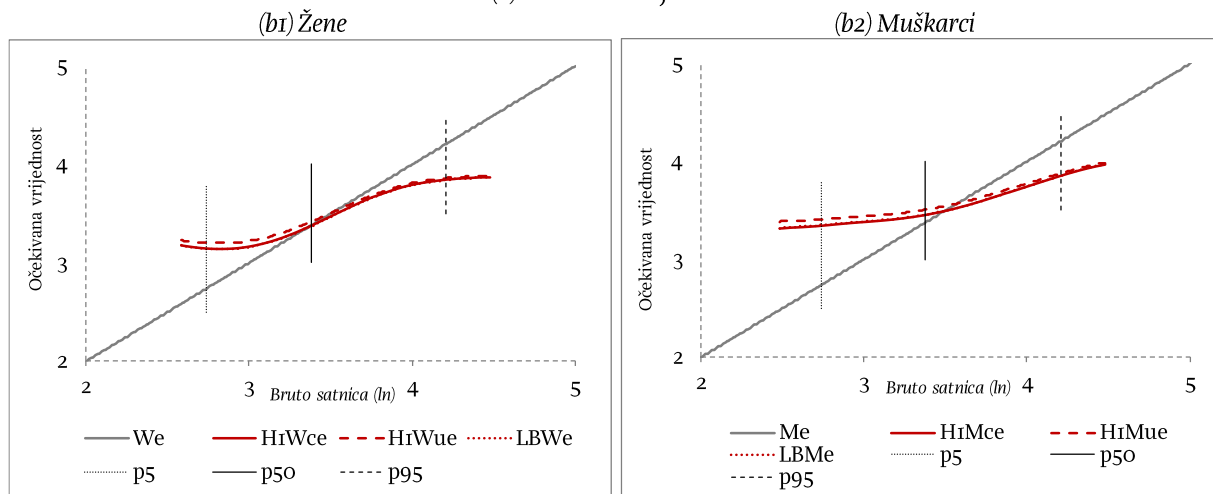 (b1) Žene
5
4
3
2
Očekivana vrijednost
2 3 4 5
Bruto satnica (ln)
We H1Wce H1Wue LBWe
p5 p50 p95
(b2) Muškarci
5
4
3
2
Očekivana vrijednost
2 3 4 5
Bruto satnica (ln)
Me H1Mce H1Mue
LBMe p5 p50
p95